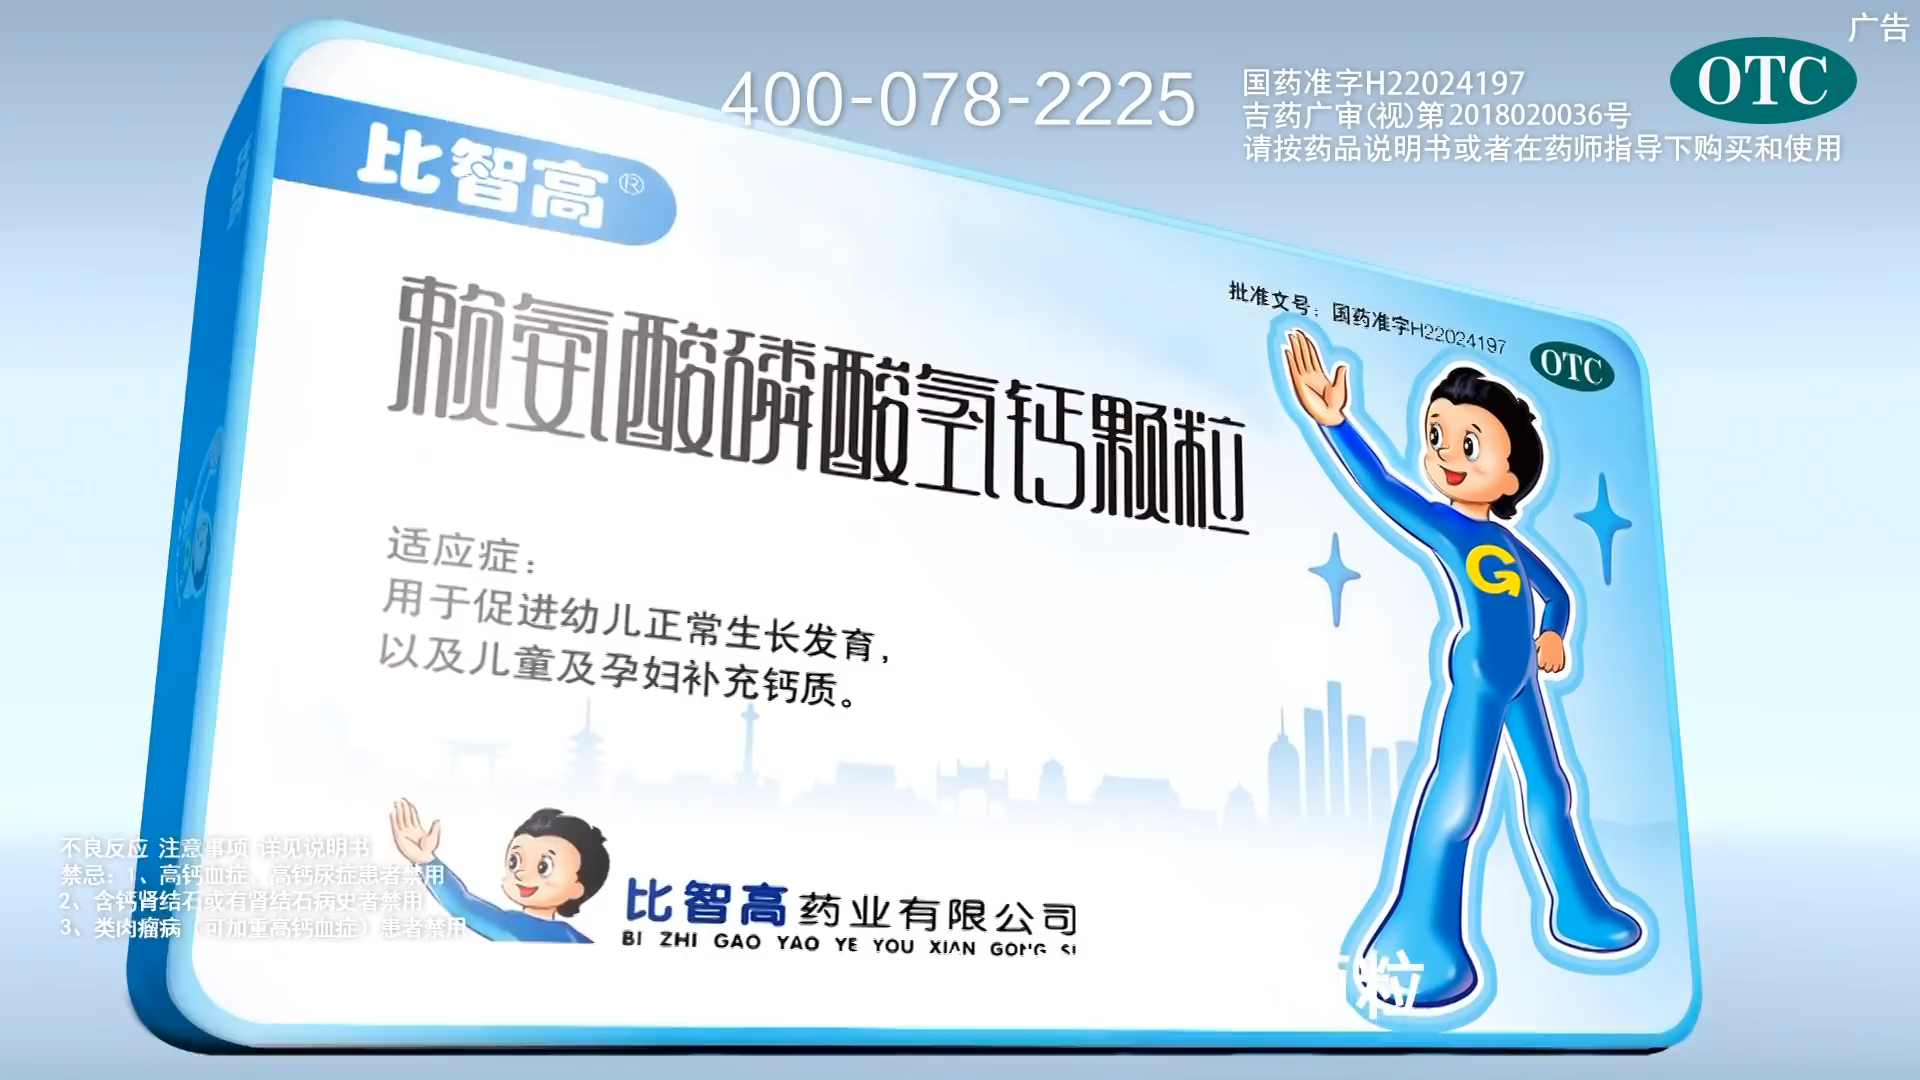 广告
400-078-2225
国药准字H22024197
吉药广审(视)第2018020036号
请按药品说明书或者在药师指导下购买和使用
OTC
比智高®
批准文号：国药准字H22024197
OTC
赖氨酸磷酸氢钙颗粒
适应症：
用于促进幼儿正常生长发育，
以及儿童及孕妇补充钙质。
G
不良反应 注意事项 详见说明书
禁忌：1、高钙血症、高钙尿症患者禁用
2、含钙肾结石或有肾结石病史者禁用
3、类肉瘤病（可加重高钙血症）患者禁用
比智高药业有限公司
BI ZHI GAO YAO YE YOU XIAN GONG SI
粒